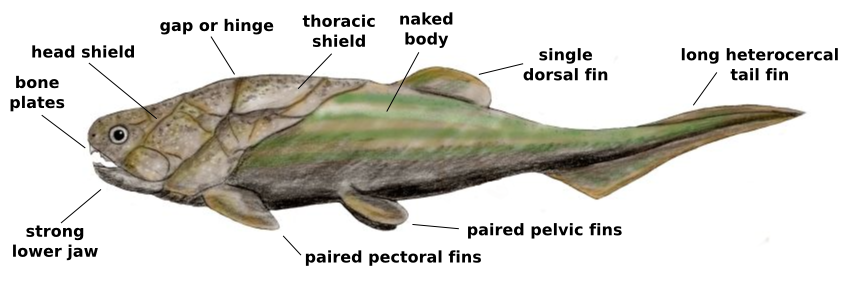 gap or hinge
thoracic
shield
naked
body
head shield
single
dorsal fin
long heterocercal
tail fin
bone
plates
strong
lower jaw
paired pelvic fins
paired pectoral fins